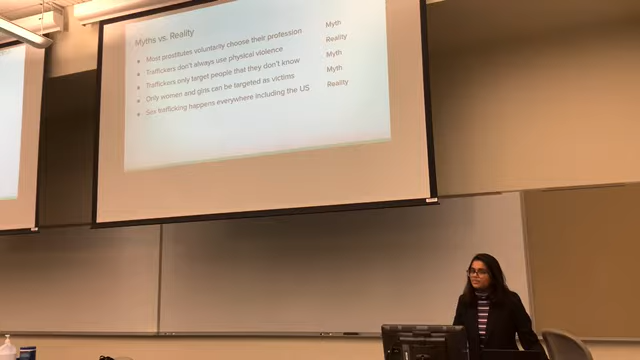 Myths vs. Reality
● Most prostitutes voluntarily choose their profession Myth
● Traffickers don't always use physical violence Reality
● Traffickers only target people that they don't know Myth
● Only women and girls can be targeted as victims Myth
● Sex trafficking happens everywhere including the US Reality